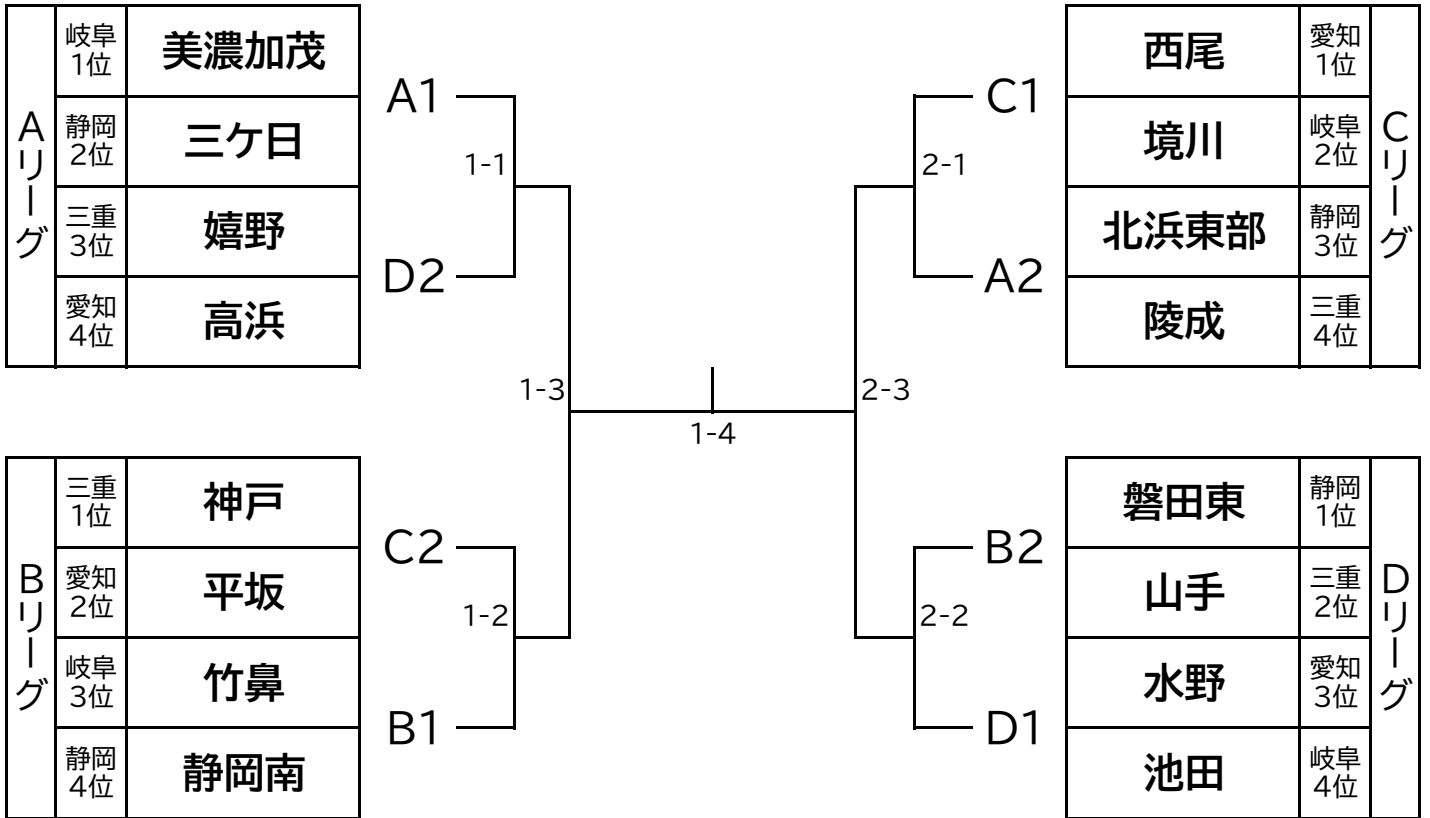 Aリーグ
岐阜
1位
美濃加茂
静岡
2位
三ケ日
三重
3位
嬉野
愛知
4位
高浜
Bリーグ
三重
1位
神戸
愛知
2位
平坂
岐阜
3位
竹鼻
静岡
4位
静岡南
A1
1-1
D2
1-3
C2
1-2
B1
1-4
C1
2-1
A2
2-3
B2
2-2
D1
西尾
愛知
1位
境川
岐阜
2位
北浜東部
静岡
3位
陵成
三重
4位
Cリーグ
磐田東
静岡
1位
山手
三重
2位
水野
愛知
3位
池田
岐阜
4位
Dリーグ